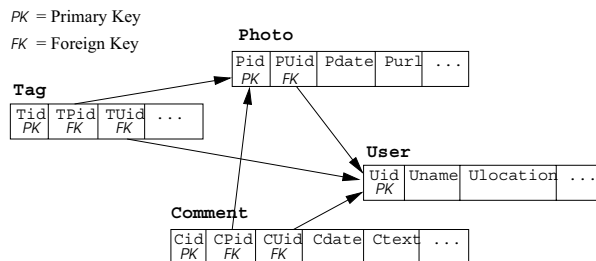 PK = Primary Key
FK = Foreign Key
Photo
Pid PUid Pdate Purl ...
PK FK
Tag
Tid TPid TUid ...
PK FK FK
User
Uid Uname Ulocation ...
PK
Comment
Cid CPid CUid Cdate Ctext ...
PK FK FK